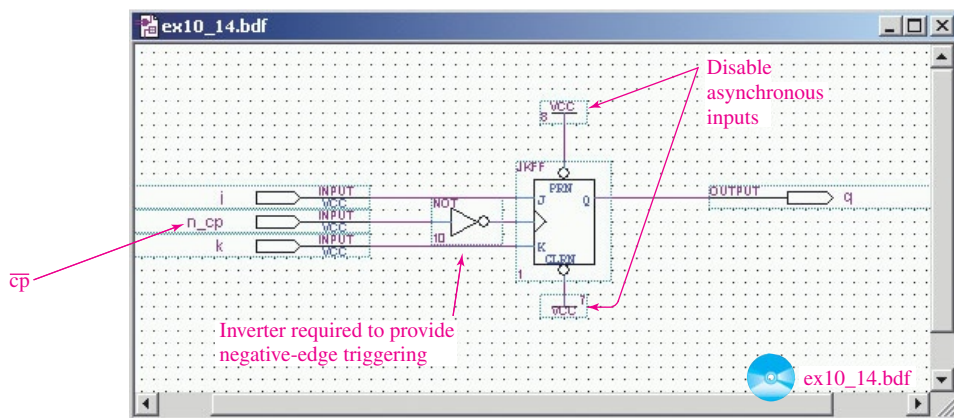 ex10_14.bdf
Disable
asynchronous
inputs
VCC
8
JKFF
PRN
j
INPUT
VCC
NOT
J
Q
OUTPUT
q
n_cp
INPUT
VCC
10
k
INPUT
VCC
K
CLRN
1
cp
7
VCC
Inverter required to provide
negative-edge triggering
ex10_14.bdf